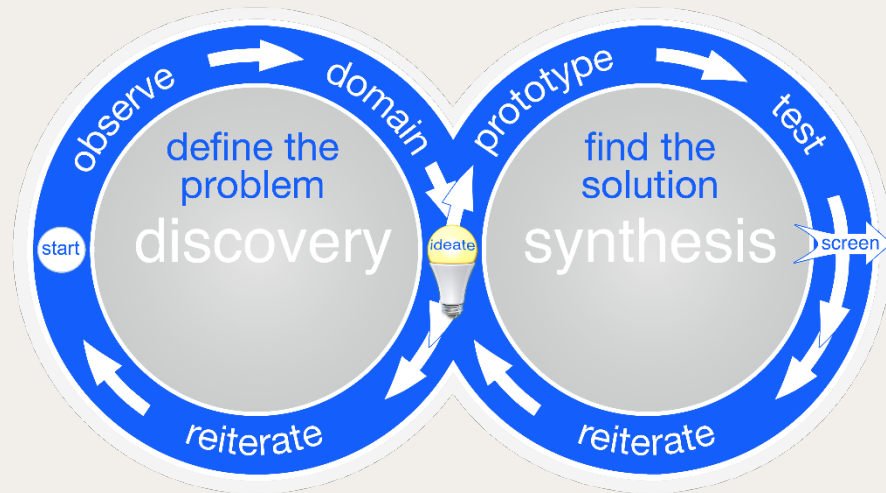 observe
domain
define the
problem
discovery
start
reiterate
ideate
prototype
test
find the
solution
synthesis
screen
reiterate